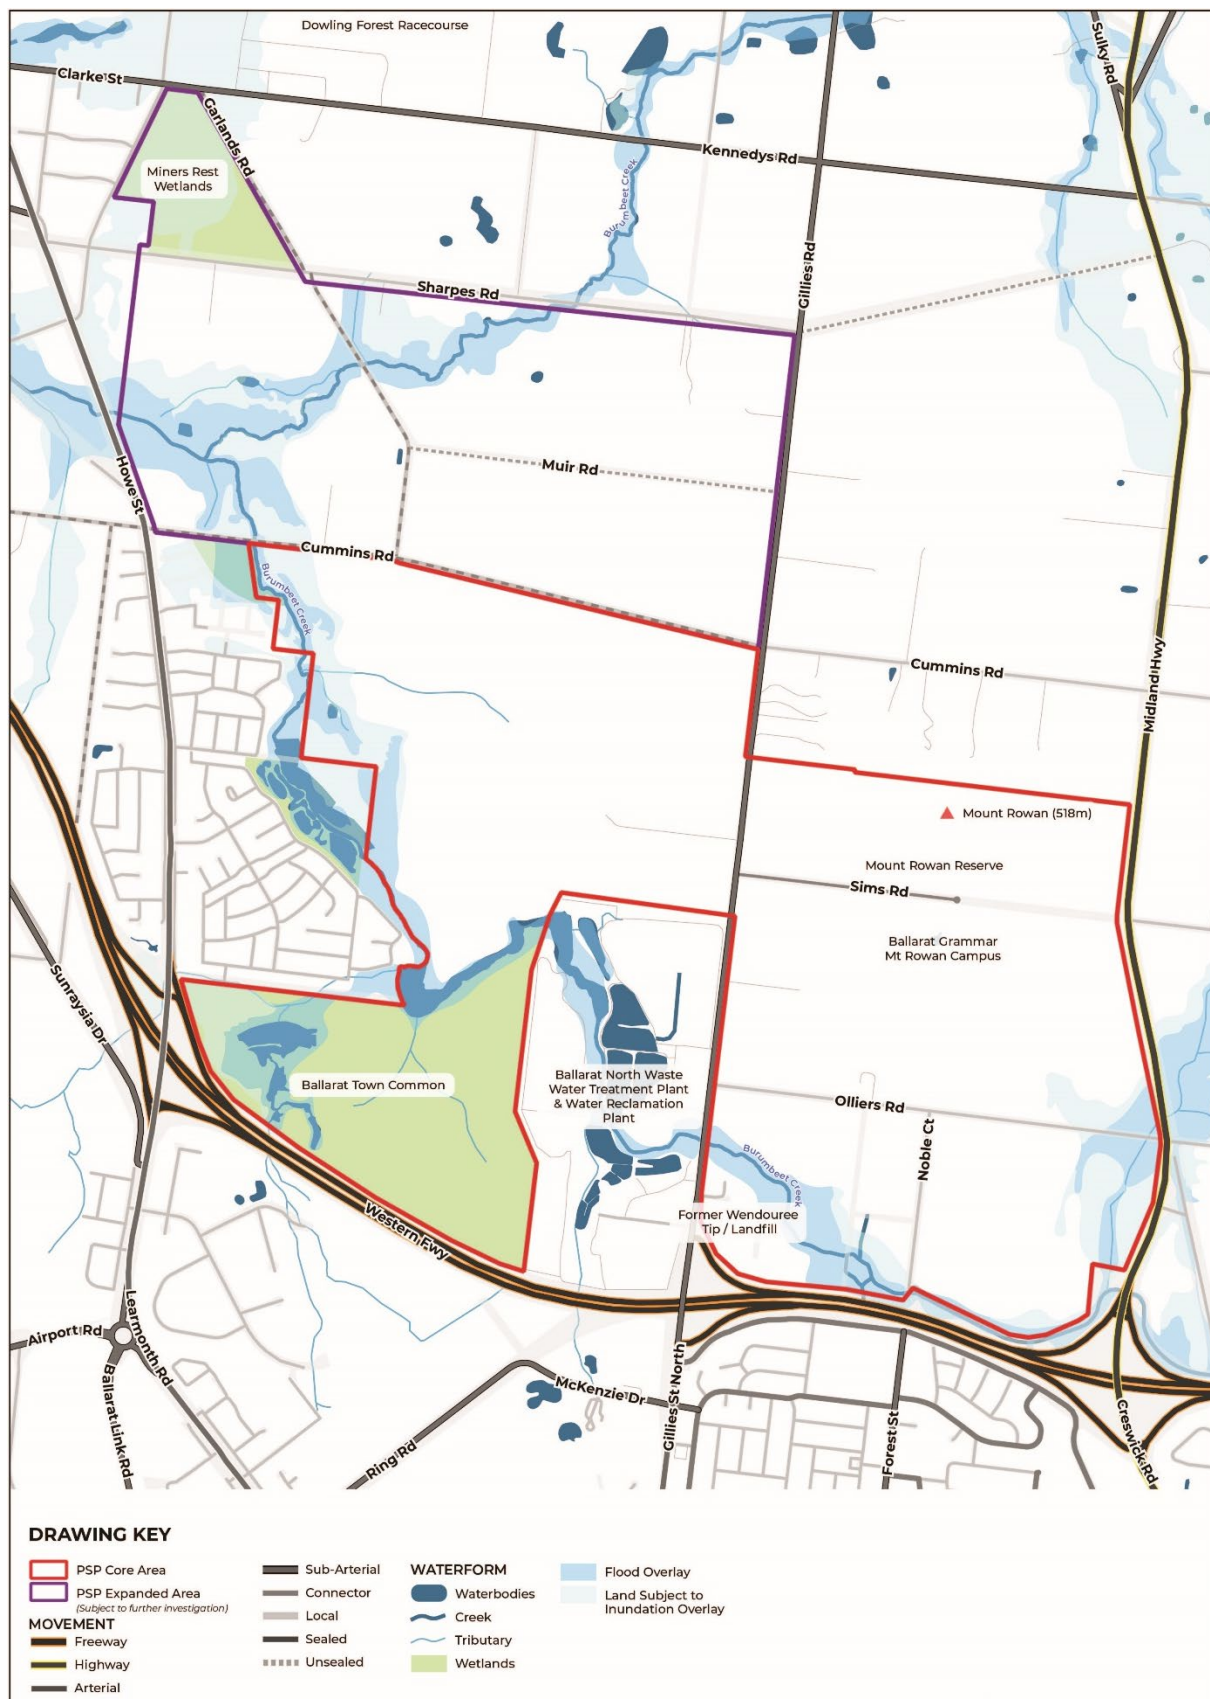 Dowling Forest Racecourse
Clarke St
Sulky Rd
Garlands Rd
Kennedys Rd
Miners Rest
Wetlands
Burumbeet Creek
Gillies Rd
Sharpes Rd
Muir Rd
Howe St
Cummins Rd
Burumbeet Creek
Cummins Rd
Midland Hwy
Mount Rowan (518m)
Mount Rowan Reserve
Sims Rd
Ballarat Grammar
Mt Rowan Campus
Sunraysia Dr
Ballarat Town Common
Ballarat North Waste
Water Treatment Plant
& Water Reclamation
Plant
Olliers Rd
Noble Ct
Burumbeet Creek
Former Wendouree
Tip / Landfill
Western Fwy
Airport Rd
Learmonth Rd
Ballarat Link Rd
Ring Rd
McKenzie Dr
Gillies St North
Forest St
Creswick Rd
DRAWING KEY
PSP Core Area
PSP Expanded Area
(Subject to further investigation)
MOVEMENT
Freeway
Highway
Arterial
Sub-Arterial
Connector
Local
Sealed
Unsealed
WATERFORM
Waterbodies
Creek
Tributary
Wetlands
Flood Overlay
Land Subject to
Inundation Overlay